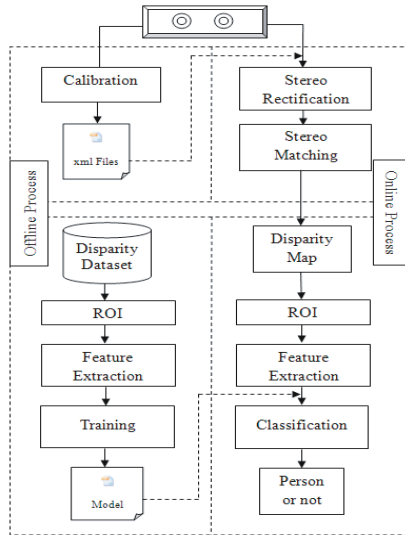 Calibration
xml Files
Stereo
Rectification
Stereo
Matching
Offline Process
Online Process
Disparity
Dataset
ROI
Feature
Extraction
Training
Model
Disparity
Map
ROI
Feature
Extraction
Classification
Person
or not